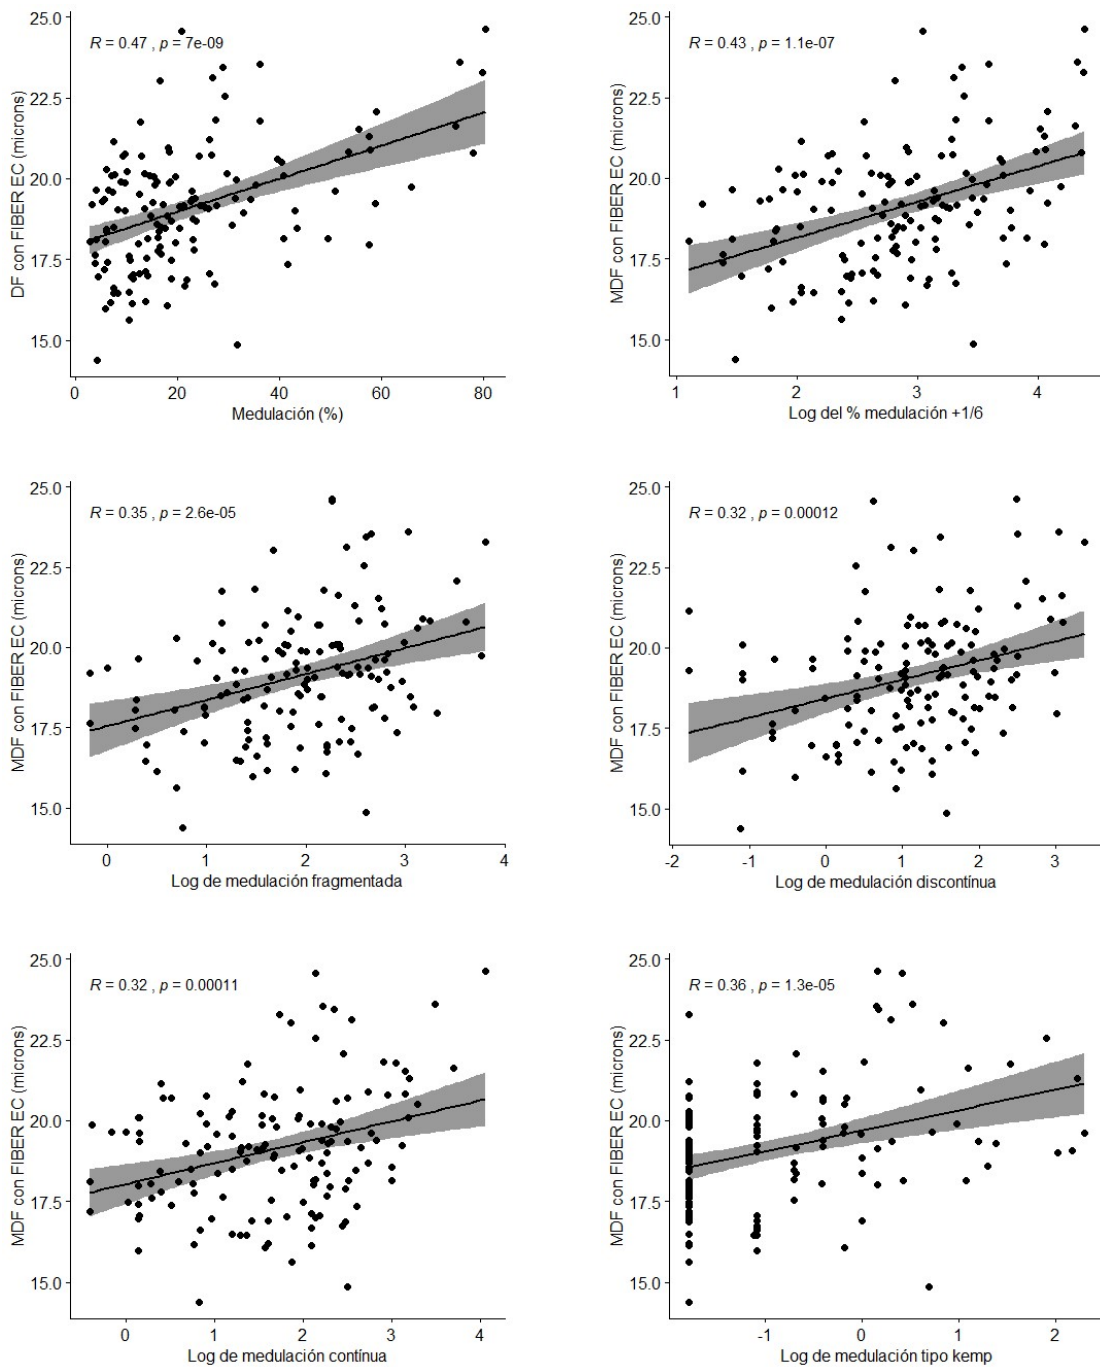 25.0
R = 0.47 , p = 7e-09
22.5
20.0
17.5
15.0
DF con FIBER EC (microns)
0 20 40 60 80
Medulación (%)
25.0
R = 0.43 , p = 1.1e-07
22.5
20.0
17.5
15.0
MDF con FIBER EC (microns)
1 2 3 4
Log del % medulación +1/6
25.0
R = 0.35 , p = 2.6e-05
22.5
20.0
17.5
15.0
MDF con FIBER EC (microns)
0 1 2 3 4
Log de medulación fragmentada
25.0
R = 0.32 , p = 0.00012
22.5
20.0
17.5
15.0
MDF con FIBER EC (microns)
-2 -1 0 1 2 3
Log de medulación discontínua
25.0
R = 0.32 , p = 0.00011
22.5
20.0
17.5
15.0
MDF con FIBER EC (microns)
0 1 2 3 4
Log de medulación contínua
25.0
R = 0.36 , p = 1.3e-05
22.5
20.0
17.5
15.0
MDF con FIBER EC (microns)
-1 0 1 2
Log de medulación tipo kemp